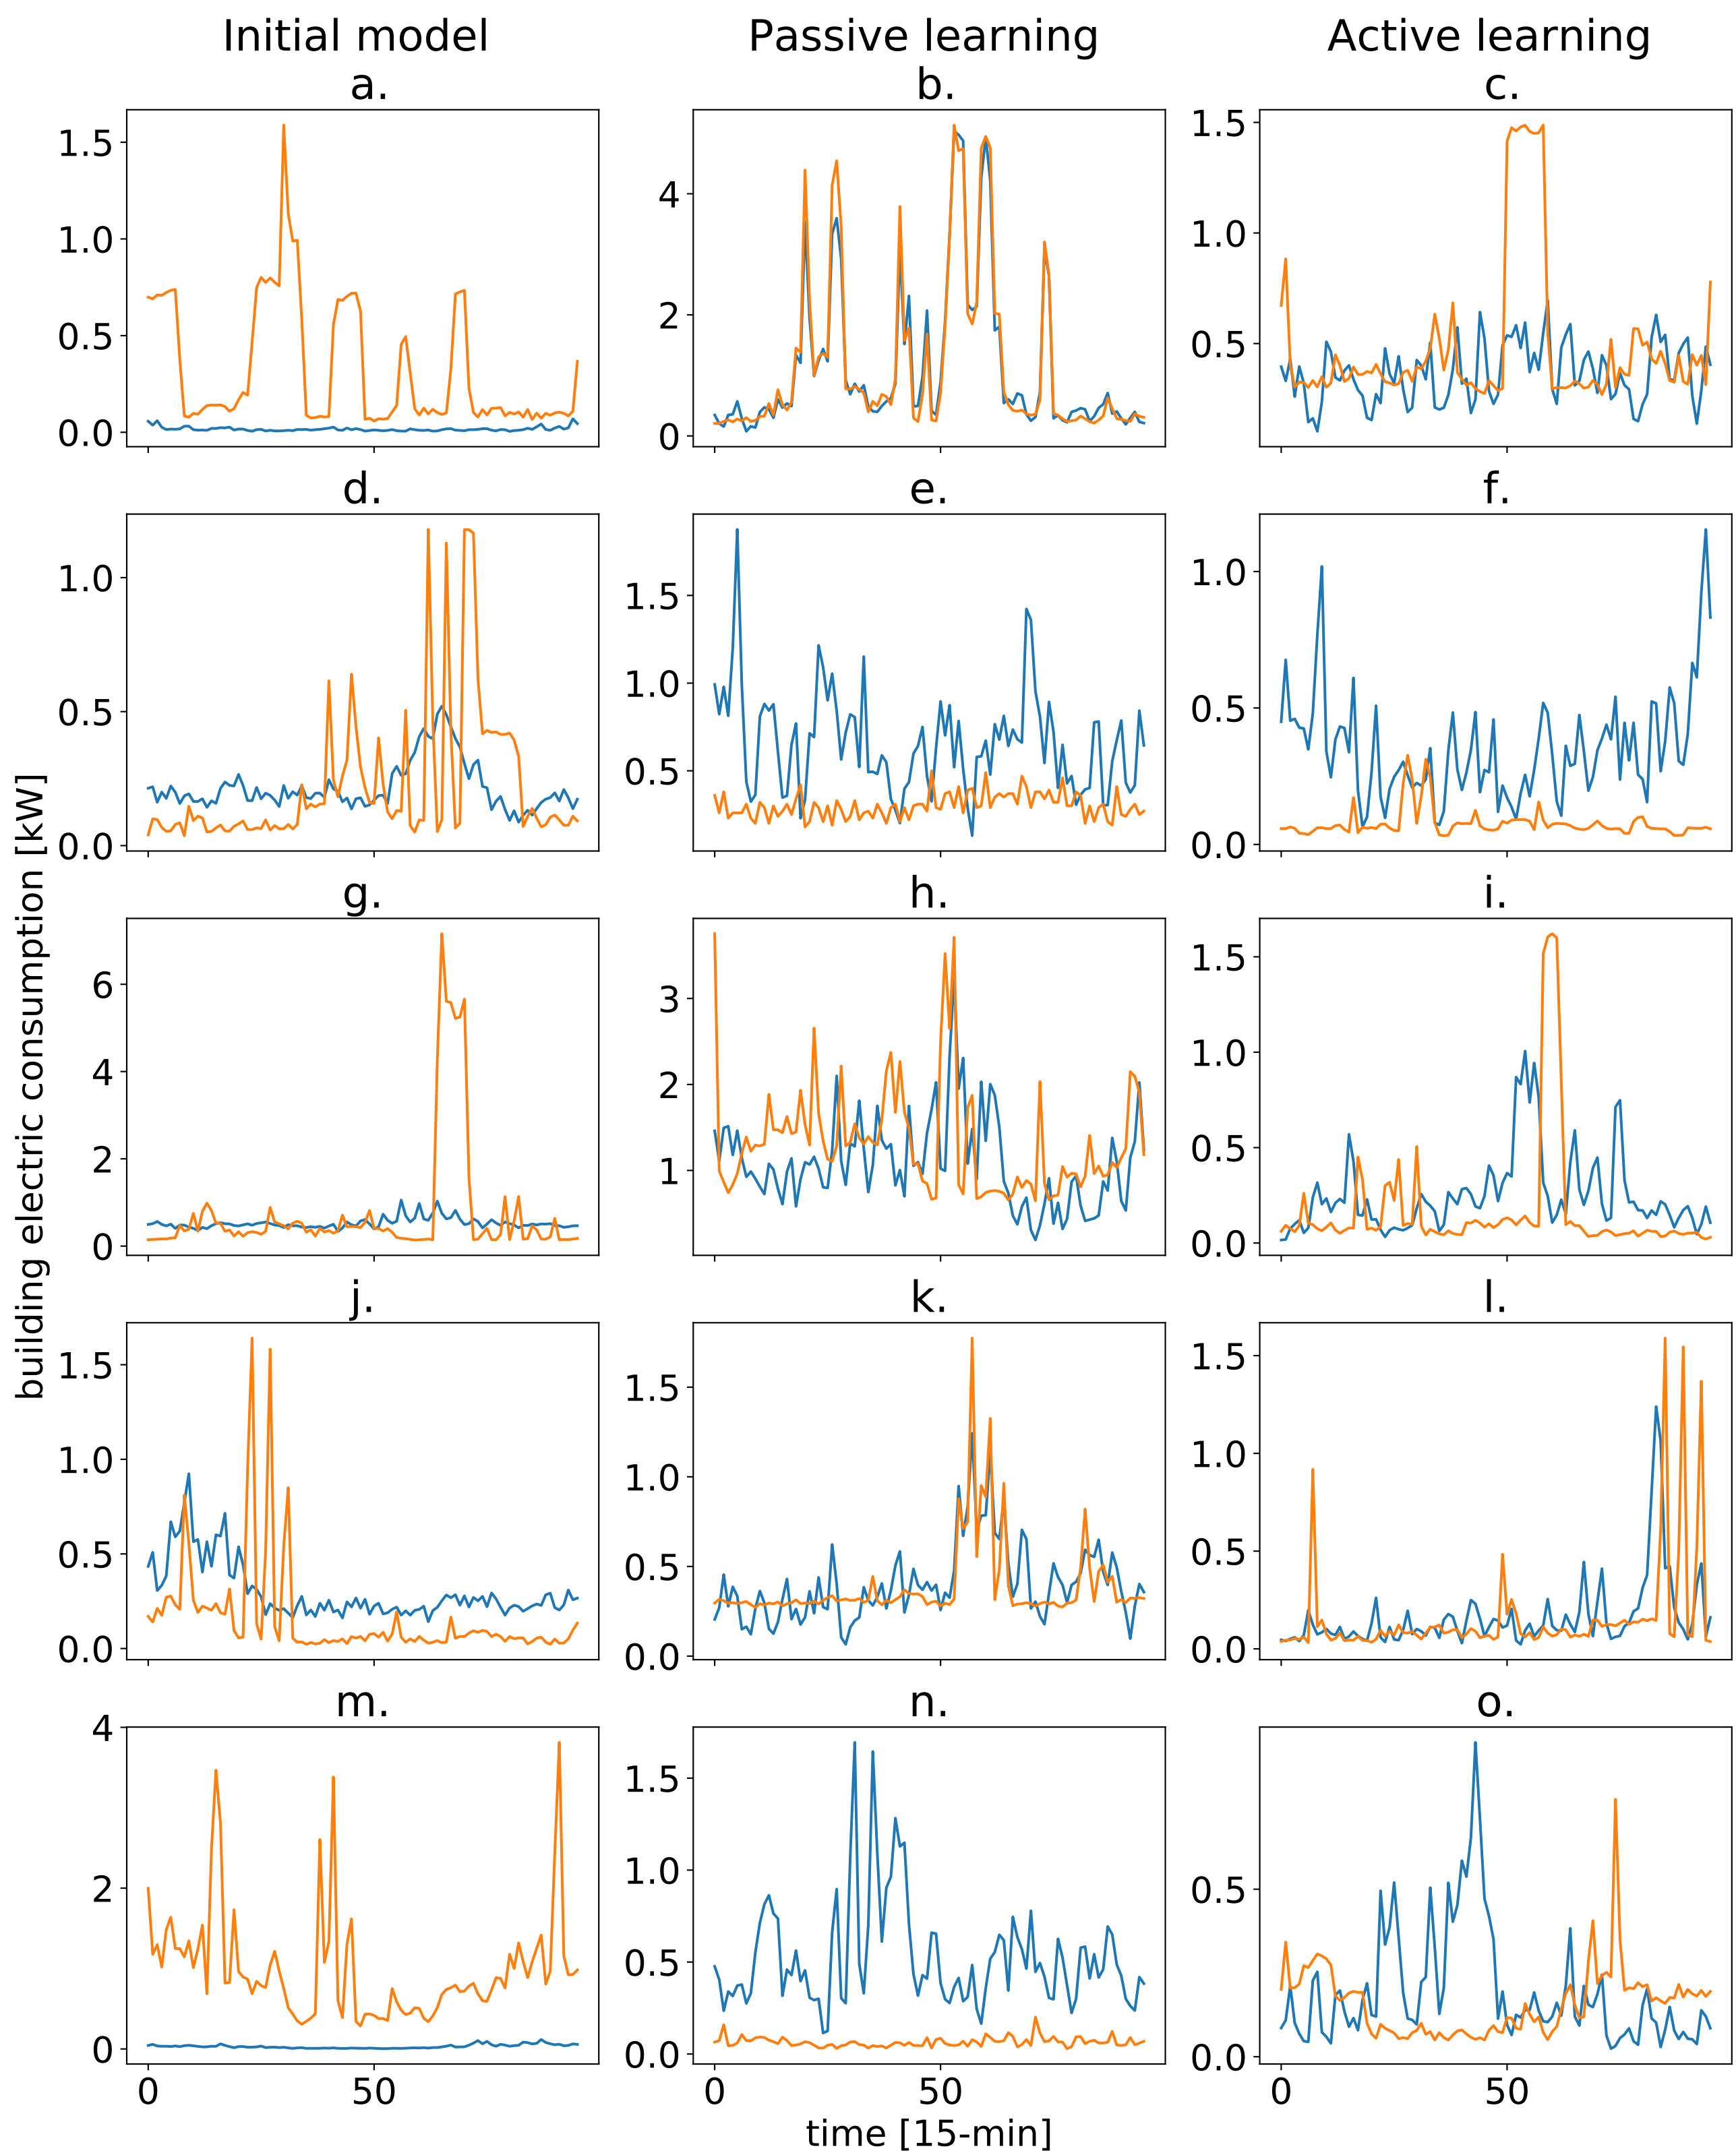 Initial model
Passive learning
Active learning
a.
b.
c.
1.5
1.0
0.5
0.0
4
2
0
1.5
1.0
0.5
d.
e.
f.
1.0
0.5
0.0
1.5
1.0
0.5
1.0
0.5
0.0
g.
h.
i.
6
4
2
0
3
2
1
1.5
1.0
0.5
0.0
j.
k.
l.
1.5
1.0
0.5
0.0
1.5
1.0
0.5
0.0
1.5
1.0
0.5
0.0
m.
n.
o.
4
2
0
1.5
1.0
0.5
0.0
0.5
0.0
0 50
0 50
0 50
building electric consumption [kW]
time [15-min]